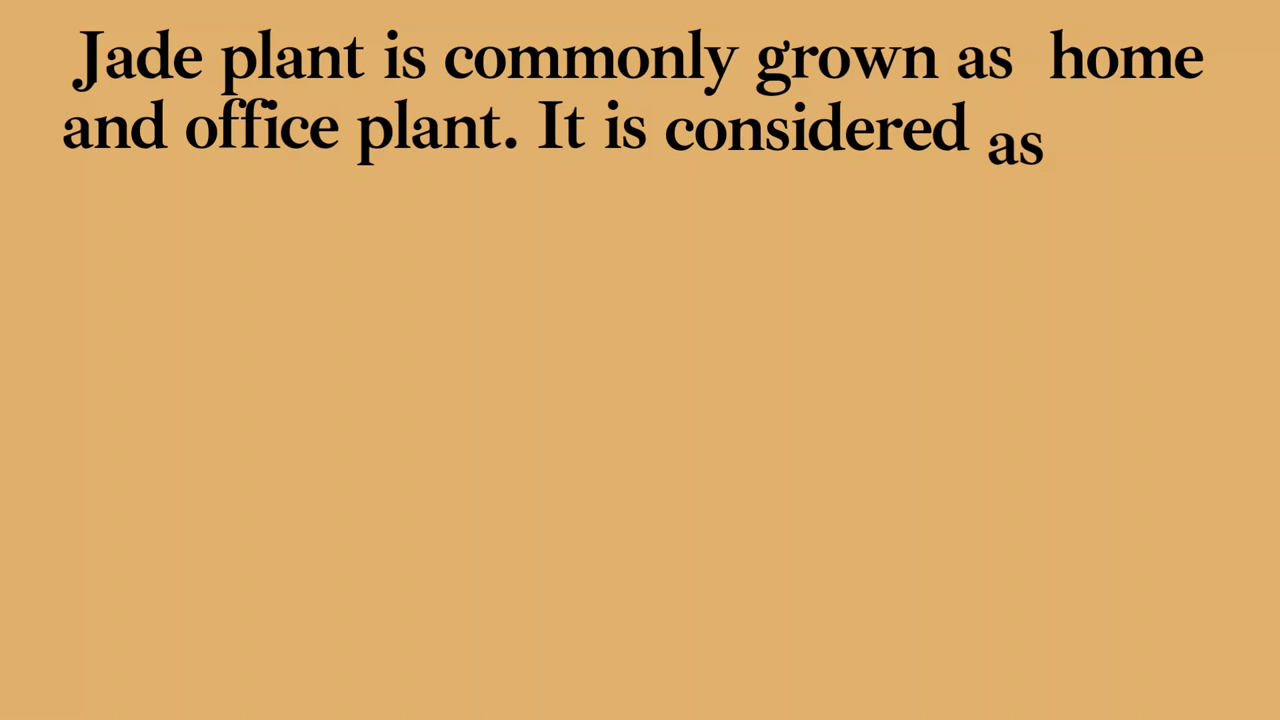 Jade plant is commonly grown as home
and office plant. It is considered as